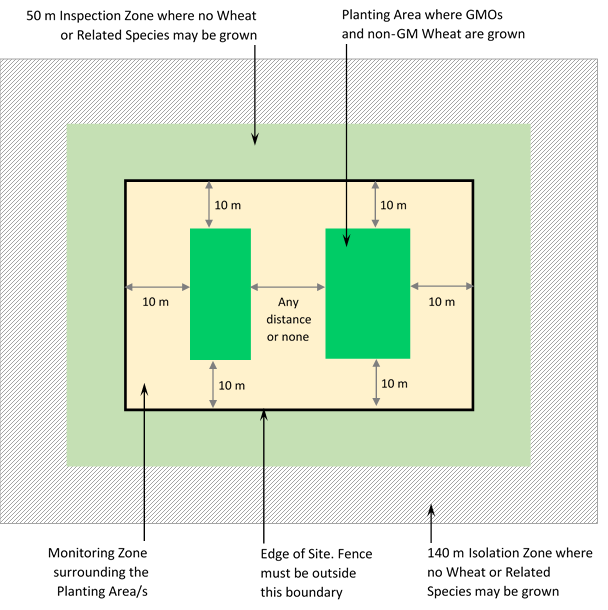 50 m Inspection Zone where no Wheat
or Related Species may be grown
Planting Area where GMOs
and non-GM Wheat are grown
10 m
10 m
10 m
Any
distance
or none
10 m
10 m
10 m
Monitoring Zone
surrounding the
Planting Area/s
Edge of Site. Fence
must be outside
this boundary
140 m Isolation Zone where
no Wheat or Related
Species may be grown